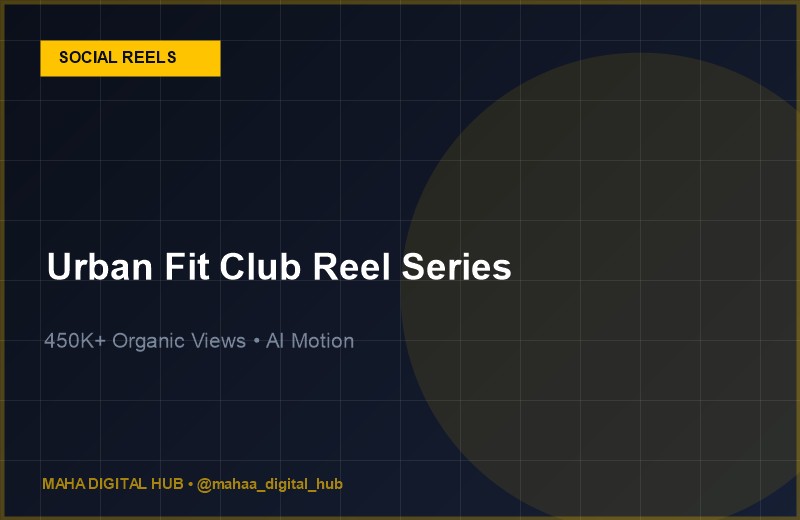 SOCIAL REELS
Urban Fit Club Reel Series
450K+ Organic Views • AI Motion
MAHA DIGITAL HUB • @mahaa_digital_hub